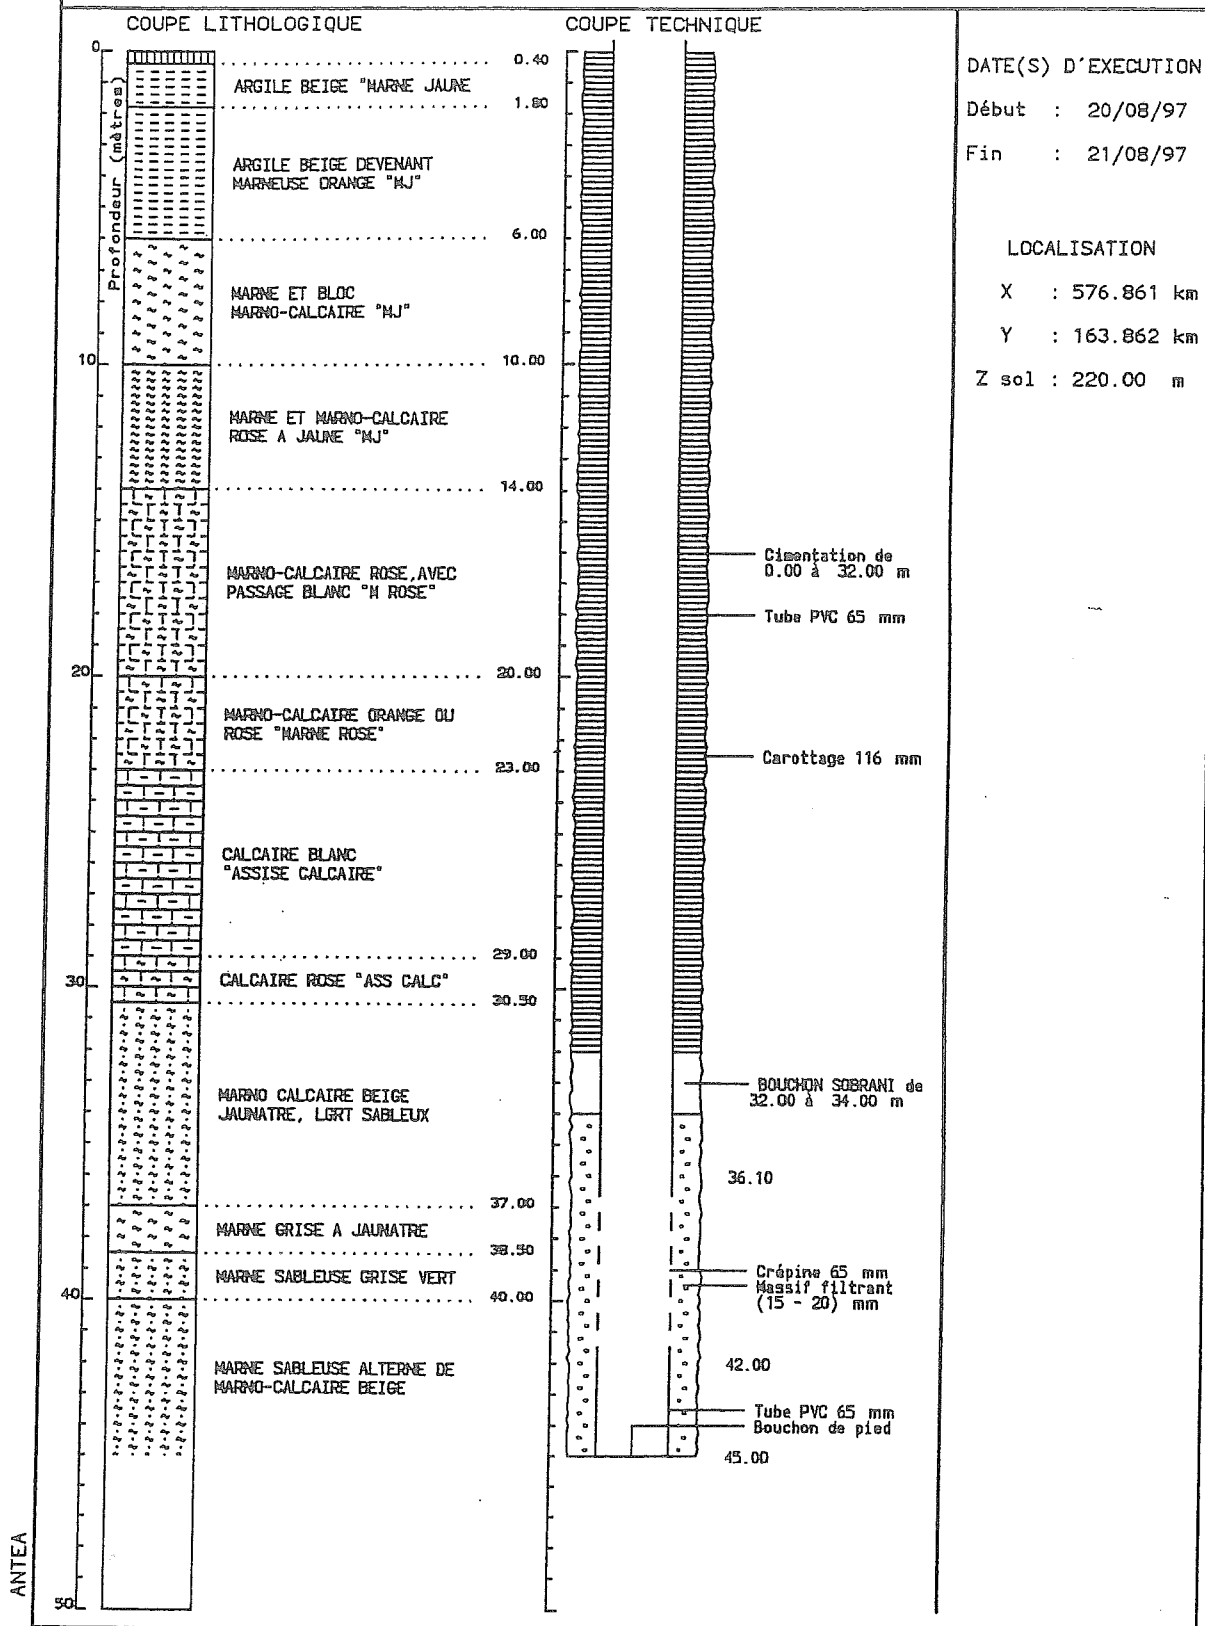 COUPE LITHOLOGIQUE
COUPE TECHNIQUE
Profondeur (mètres)
0
10
20
30
40
50
0.40
ARGILE BEIGE "MARNE JAUNE
1.80
ARGILE BEIGE DEVENANT
MARNEUSE ORANGE "MJ"
6.00
MARNE ET BLOC
MARNO-CALCAIRE "MJ"
10.00
MARNE ET MARNO-CALCAIRE
ROSE A JAUNE "MJ"
14.00
MARNO-CALCAIRE ROSE,AVEC
PASSAGE BLANC "M ROSE"
20.00
MARNO-CALCAIRE ORANGE OU
ROSE "MARNE ROSE"
23.00
CALCAIRE BLANC
"ASSISE CALCAIRE"
29.00
CALCAIRE ROSE "ASS CALC"
30.50
MARNO CALCAIRE BEIGE
JAUNATRE, LGRT SABLEUX
37.00
MARNE GRISE A JAUNATRE
38.50
MARNE SABLEUSE GRISE VERT
40.00
MARNE SABLEUSE ALTERNE DE
MARNO-CALCAIRE BEIGE
Cimentation de
0.00 à 32.00 m
Tube PVC 65 mm
Carottage 116 mm
BOUCHON SOBRANI de
32.00 à 34.00 m
36.10
Crépine 65 mm
Massif filtrant
(15 - 20) mm
42.00
Tube PVC 65 mm
Bouchon de pied
45.00
DATE(S) D'EXECUTION
Début : 20/08/97
Fin : 21/08/97
LOCALISATION
X : 576.861 km
Y : 163.862 km
Z sol : 220.00 m
ANTEA